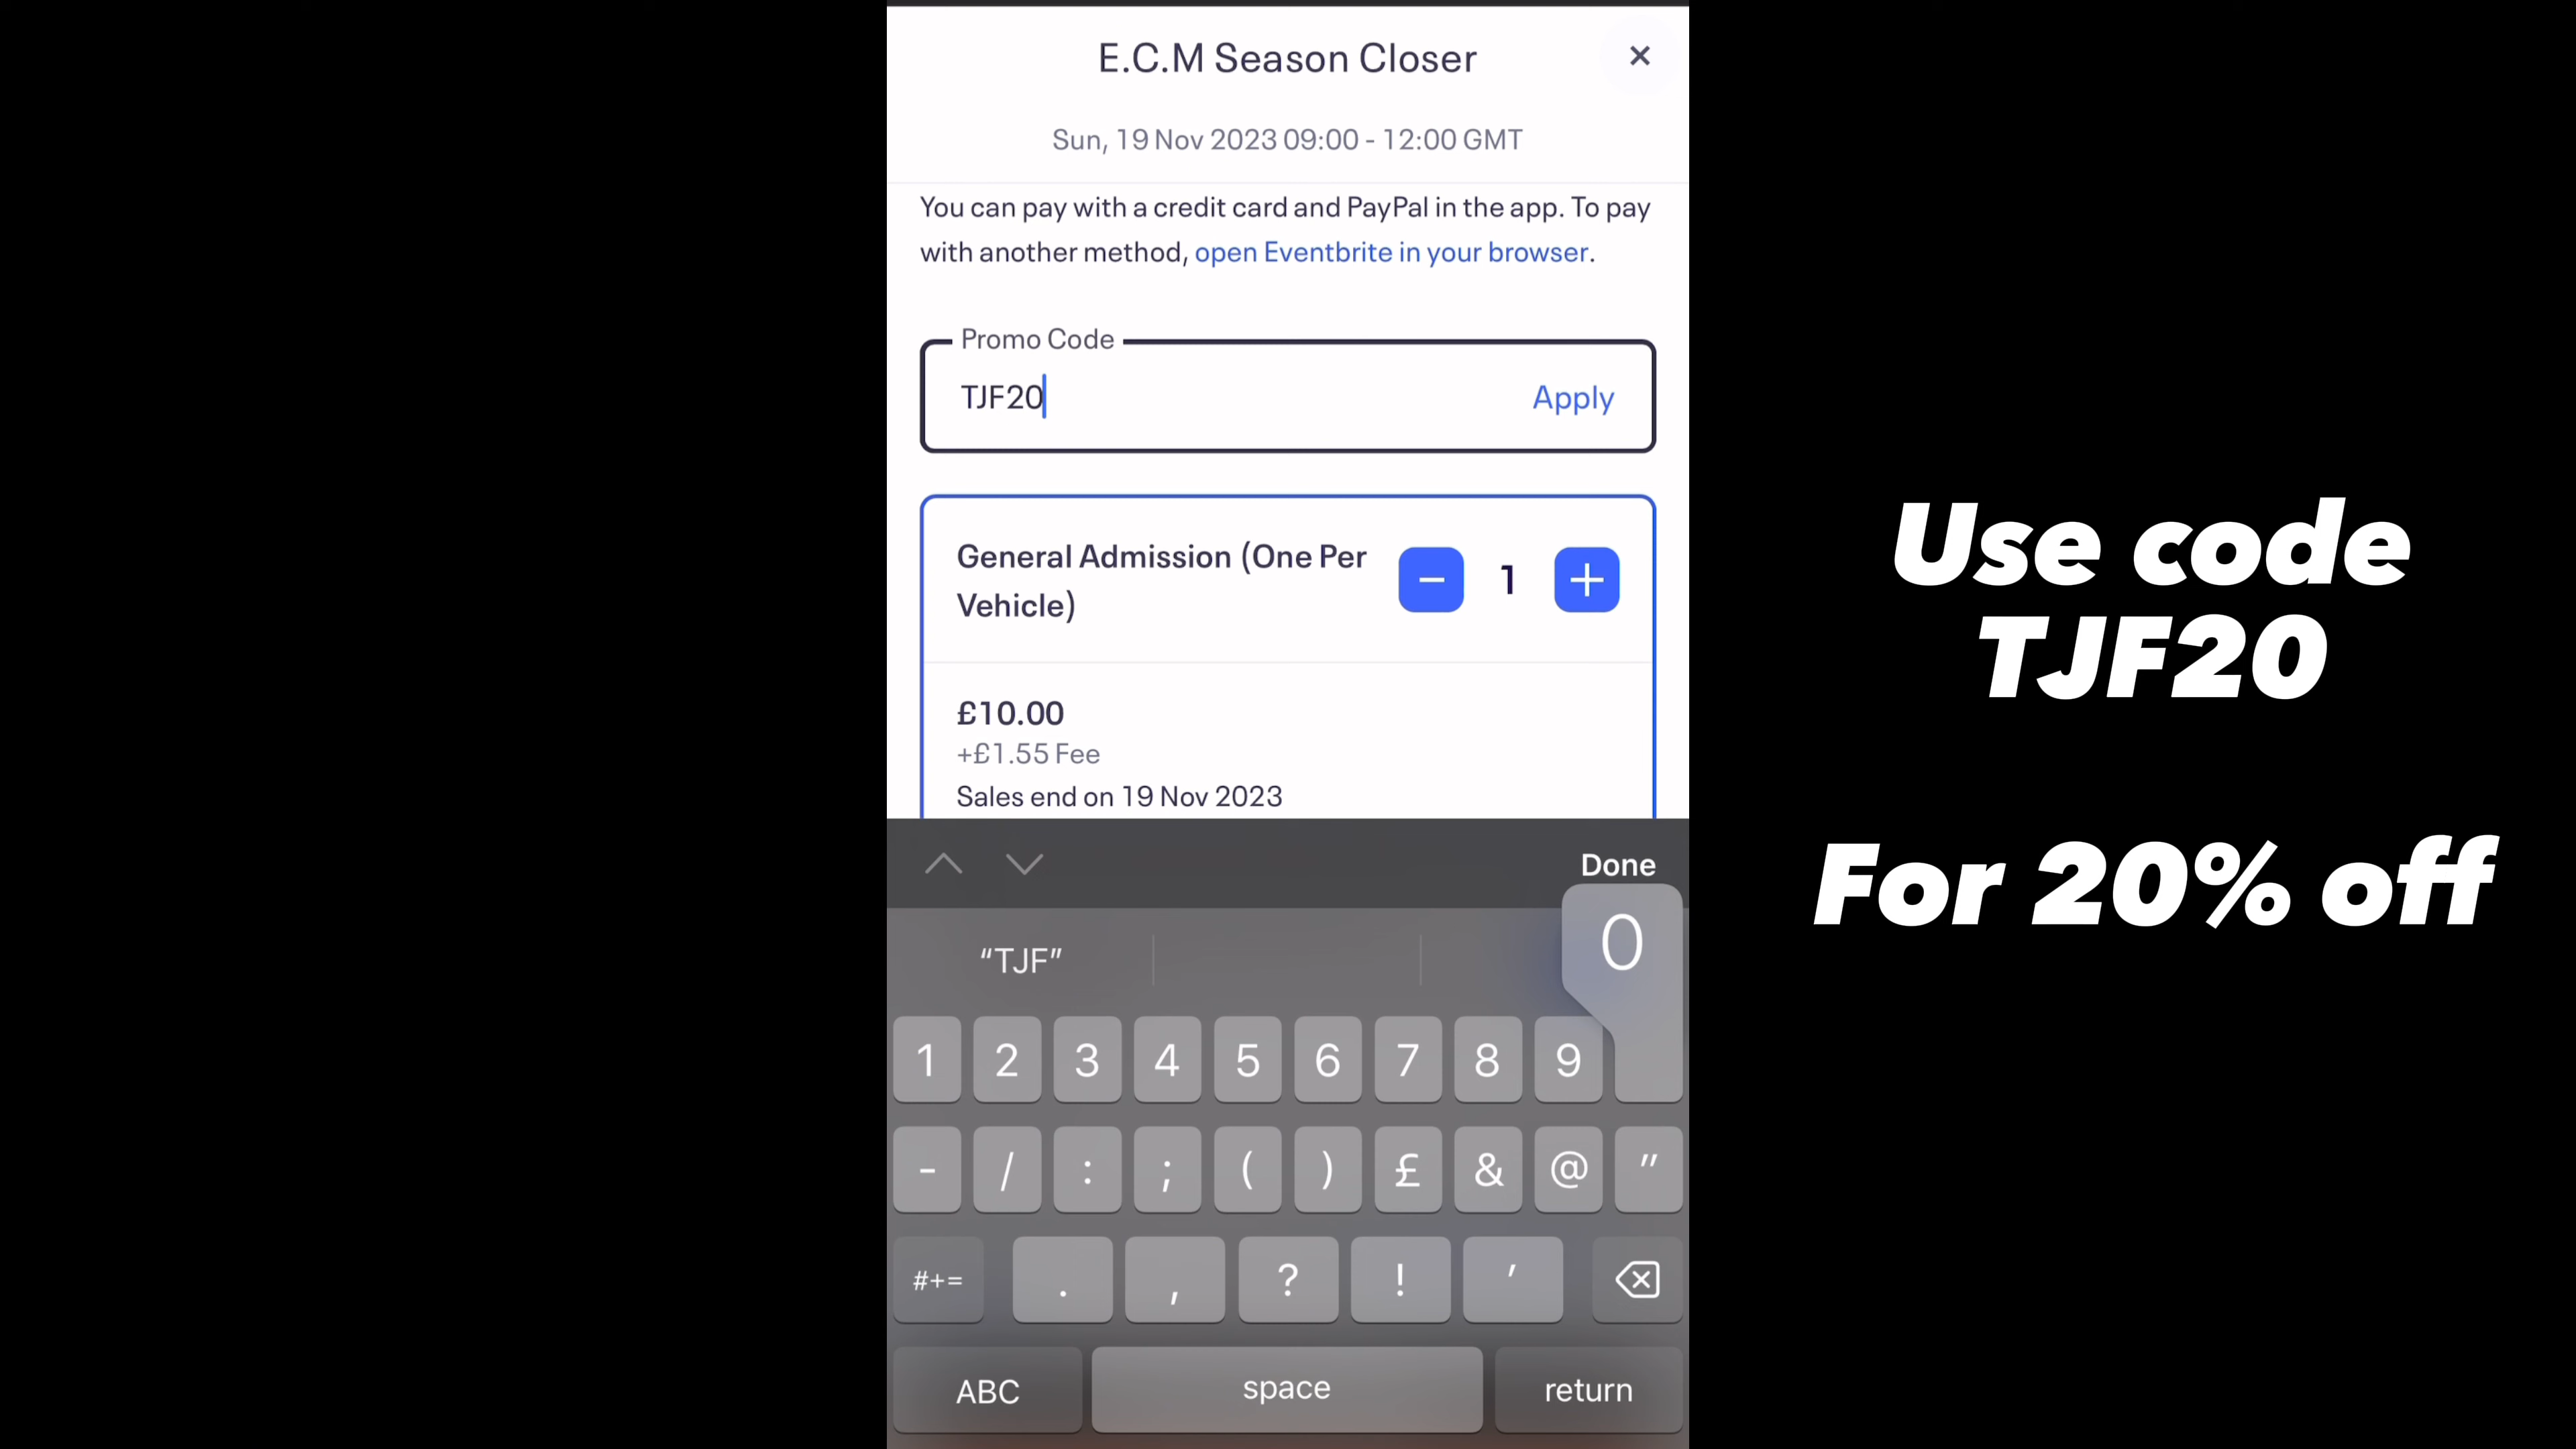 E.C.M Season Closer
Sun, 19 Nov 2023 09:00 - 12:00 GMT
You can pay with a credit card and PayPal in the app. To pay
with another method, open Eventbrite in your browser.
Promo Code
TJF20
Apply
General Admission (One Per
Vehicle)
1
£10.00
+£1.55 Fee
Sales end on 19 Nov 2023
Done
“TJF”
0
1 2 3 4 5 6 7 8 9
- / : ; ( ) £ & @ "
#+= . , ? ! '
ABC space return
Use code
TJF20
For 20% off